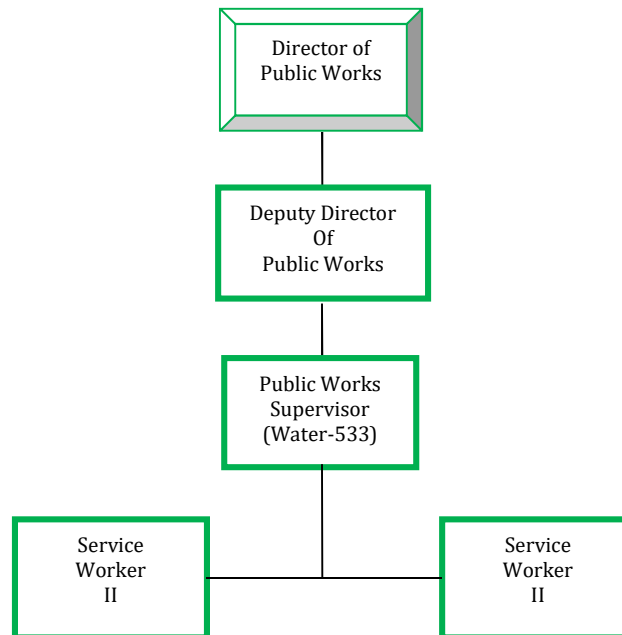 Director of
Public Works
Deputy Director
Of
Public Works
Public Works
Supervisor
(Water-533)
Service
Worker
II
Service
Worker
II